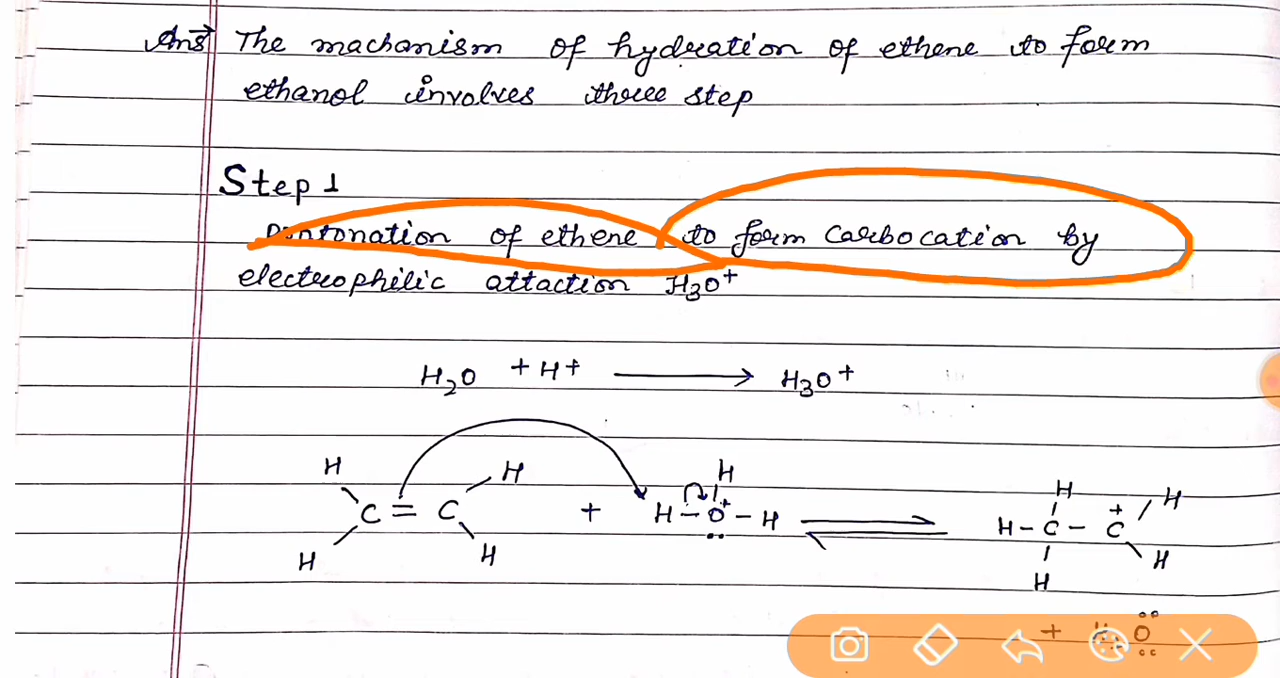 Ans The machanism of hydration of ethene to form
ethanol involves three step
Step 1
Protonation of ethene to form carbocation by
electrophilic attaction H3O+
H2O + H+ ⟶ H3O+
H H H H H
C = C + H – O+ – H ⇌ H – C – C+
H H H H
+ O